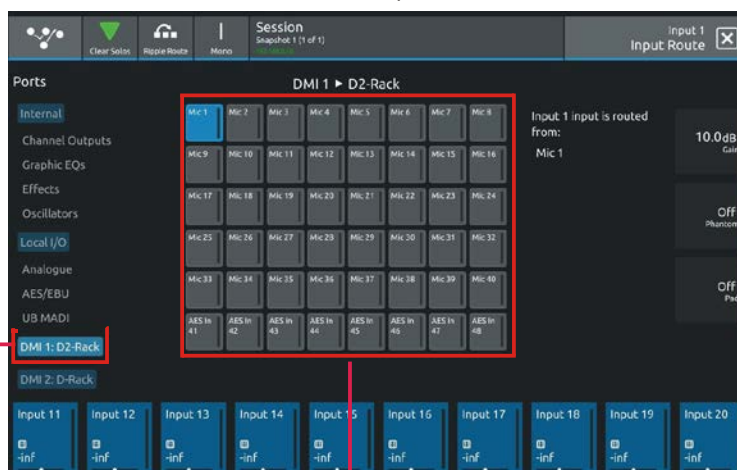 Clear Solos
Ripple Route
Mono
Session
Snapshot 1 (1 of 1)
Input 1
Input Route
Ports
DMI 1 ► D2-Rack
Internal
Channel Outputs
Graphic EQs
Effects
Oscillators
Local I/O
Analogue
AES/EBU
UB MADI
DMI 1: D2-Rack
DMI 2: D-Rack
Mic 1 Mic 2 Mic 3 Mic 4 Mic 5 Mic 6 Mic 7 Mic 8
Mic 9 Mic 10 Mic 11 Mic 12 Mic 13 Mic 14 Mic 15 Mic 16
Mic 17 Mic 18 Mic 19 Mic 20 Mic 21 Mic 22 Mic 23 Mic 24
Mic 25 Mic 26 Mic 27 Mic 28 Mic 29 Mic 30 Mic 31 Mic 32
Mic 33 Mic 34 Mic 35 Mic 36 Mic 37 Mic 38 Mic 39 Mic 40
AES In AES In AES In AES In AES In AES In AES In AES In
41 42 43 44 45 46 47 48
Input 1 input is routed
from:
Mic 1
10.0dB
Gain
Off
Phantom
Off
Pad
Input 11 Input 12 Input 13 Input 14 Input 15 Input 16 Input 17 Input 18 Input 19 Input 20
-inf -inf -inf -inf -inf -inf -inf -inf -inf -inf